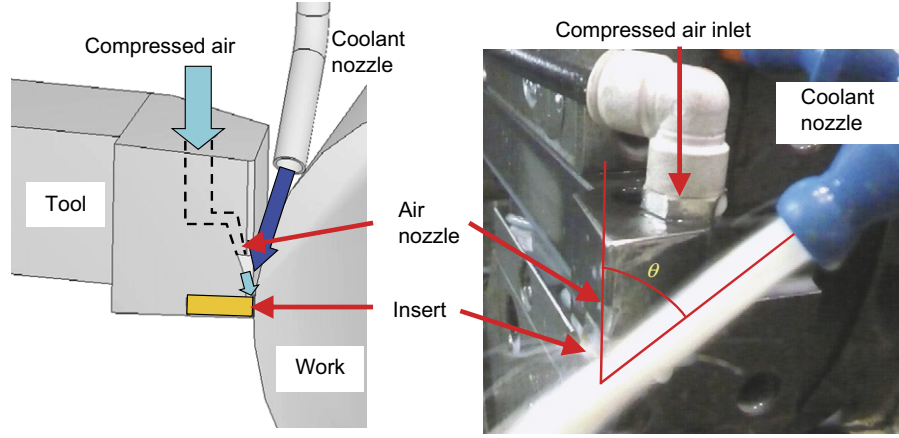 Compressed air
Coolant
nozzle
Tool
Air
nozzle
Insert
Work
Compressed air inlet
Coolant
nozzle
θ